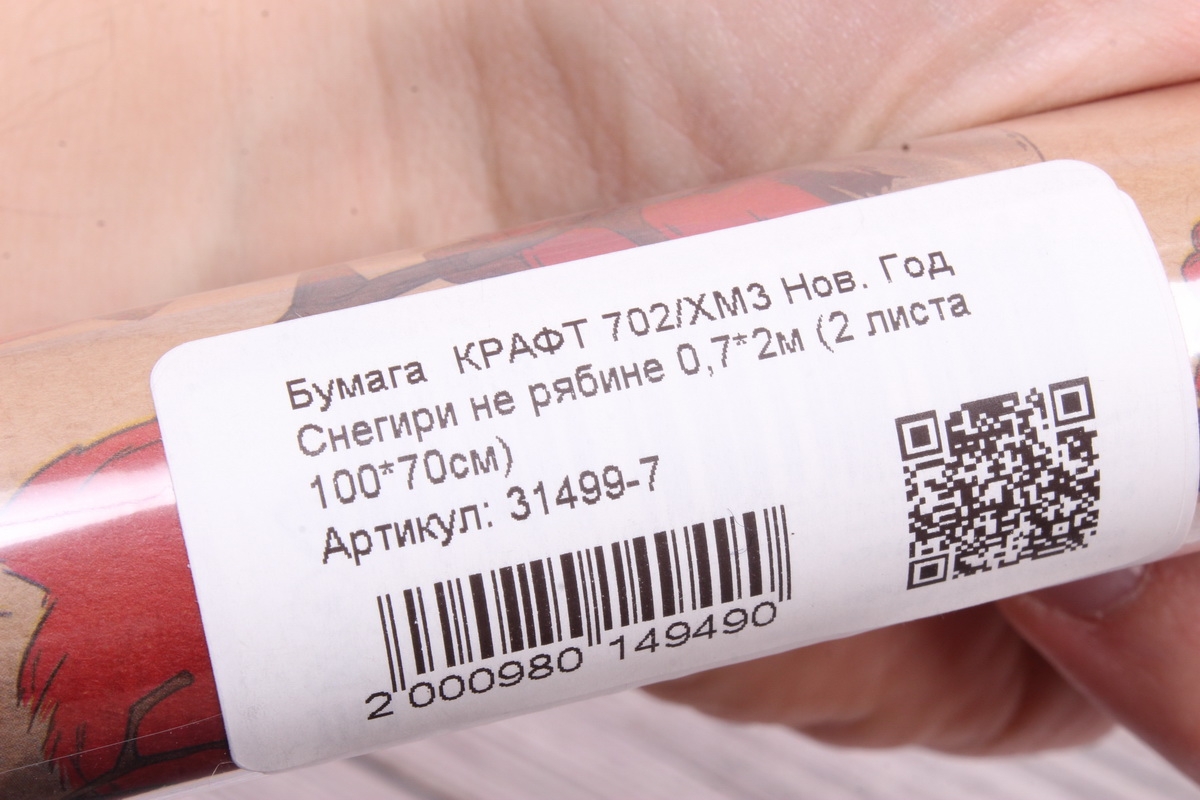 Бумага КРАФТ 702/ХМЗ Нов. Год
Снегири не рябине 0,7*2м (2 листа
100*70см)
Артикул: 31499-7
2 000980 149490